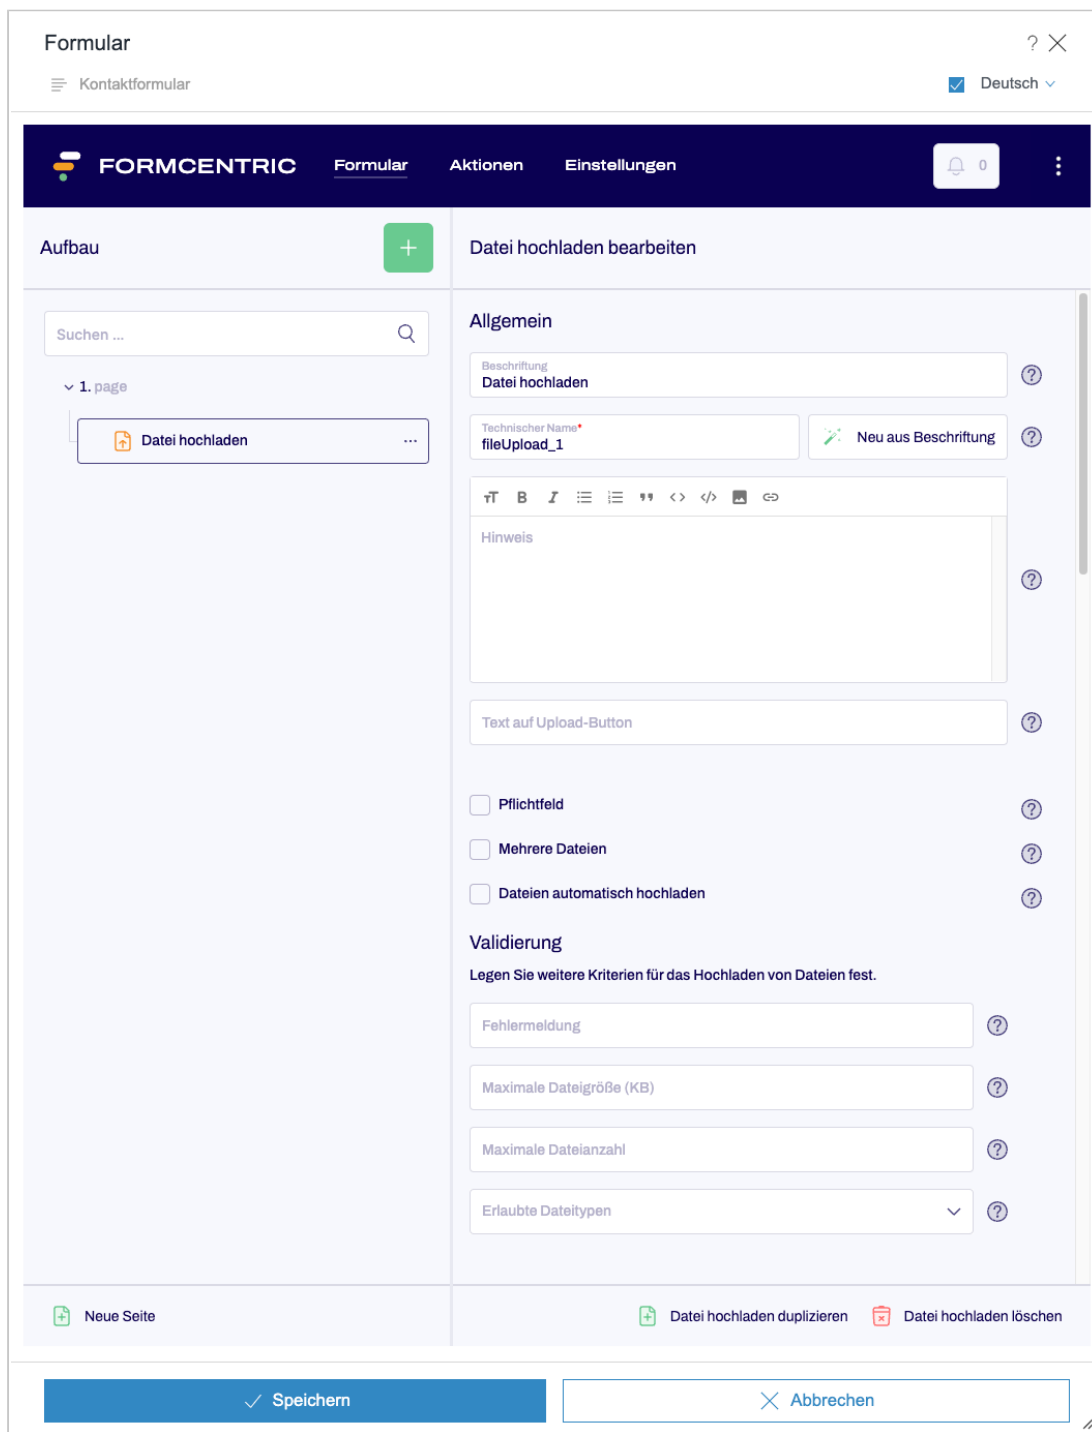 Formular
?
Kontaktformular
Deutsch
FORMCENTRIC
Formular
Aktionen
Einstellungen
0
Aufbau
Datei hochladen bearbeiten
Suchen ...
1. page
Datei hochladen
Allgemein
Beschriftung
Datei hochladen
Technischer Name*
fileUpload_1
Neu aus Beschriftung
Hinweis
Text auf Upload-Button
Pflichtfeld
Mehrere Dateien
Dateien automatisch hochladen
Validierung
Legen Sie weitere Kriterien für das Hochladen von Dateien fest.
Fehlermeldung
Maximale Dateigröße (KB)
Maximale Dateianzahl
Erlaubte Dateitypen
Neue Seite
Datei hochladen duplizieren
Datei hochladen löschen
Speichern
Abbrechen